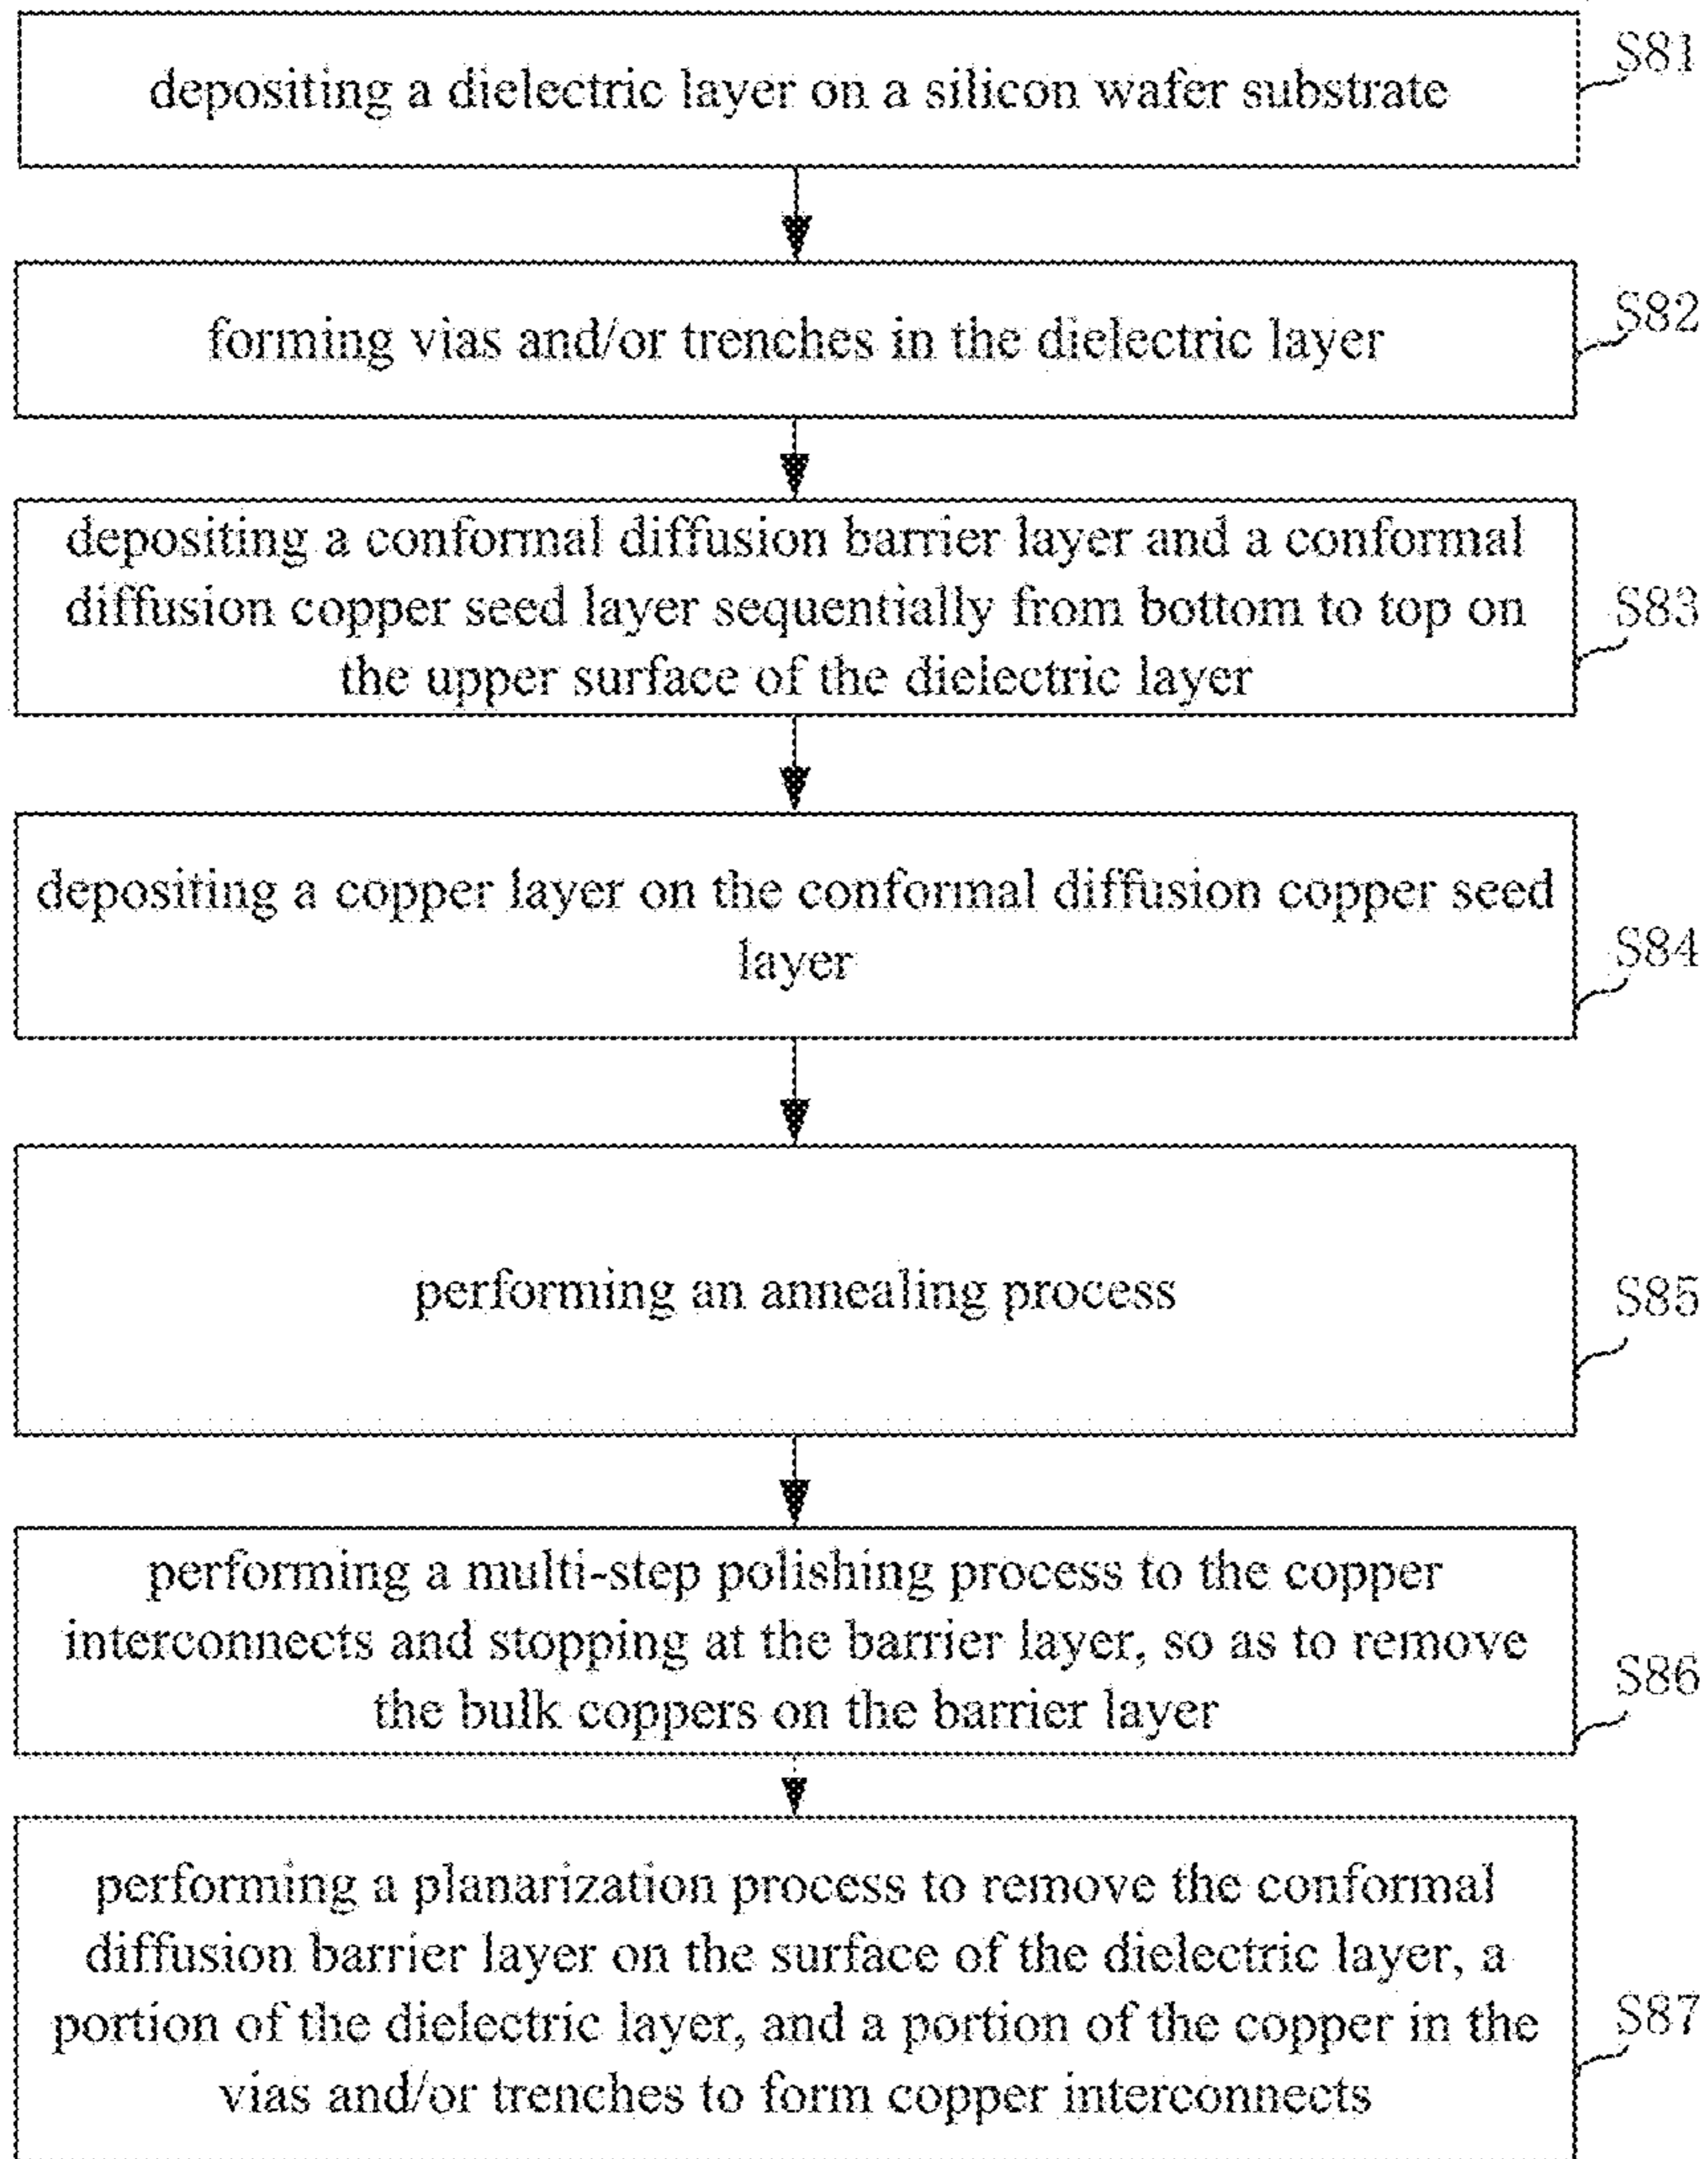 depositing a dielectric layer on a silicon wafer substrate
S81
forming vias and/or trenches in the dielectric layer
S82
depositing a conformal diffusion barrier layer and a conformal
diffusion copper seed layer sequentially from bottom to top on
the upper surface of the dielectric layer
S83
depositing a copper layer on the conformal diffusion copper seed
layer
S84
performing an annealing process
S85
performing a multi-step polishing process to the copper
interconnects and stopping at the barrier layer, so as to remove
the bulk coppers on the barrier layer
S86
performing a planarization process to remove the conformal
diffusion barrier layer on the surface of the dielectric layer, a
portion of the dielectric layer, and a portion of the copper in the
vias and/or trenches to form copper interconnects
S87